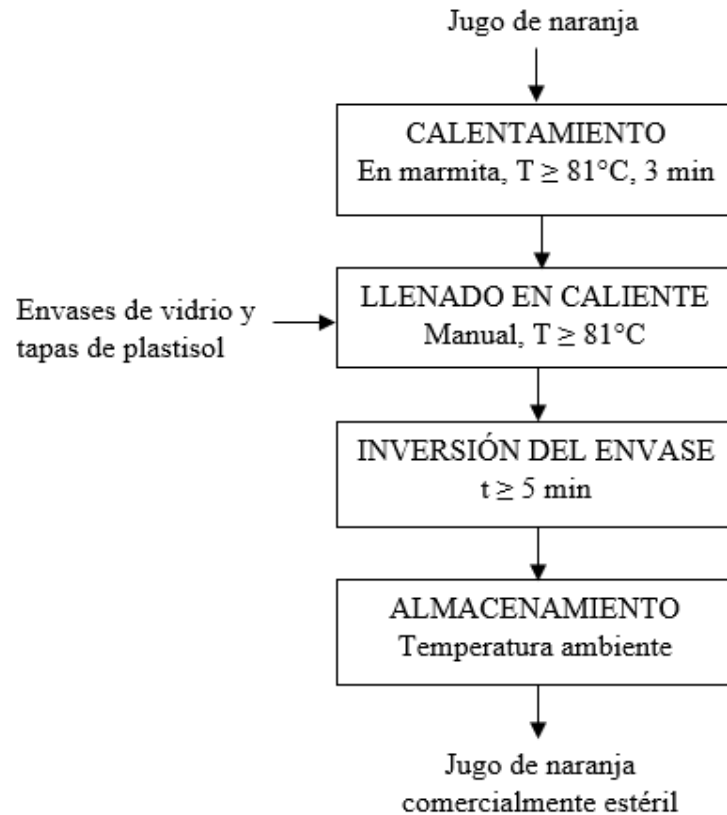 Jugo de naranja
CALENTAMIENTO
En marmita, T ≥ 81°C, 3 min
Envases de vidrio y
tapas de plastisol
LLENADO EN CALIENTE
Manual, T ≥ 81°C
INVERSIÓN DEL ENVASE
t ≥ 5 min
ALMACENAMIENTO
Temperatura ambiente
Jugo de naranja
comercialmente estéril